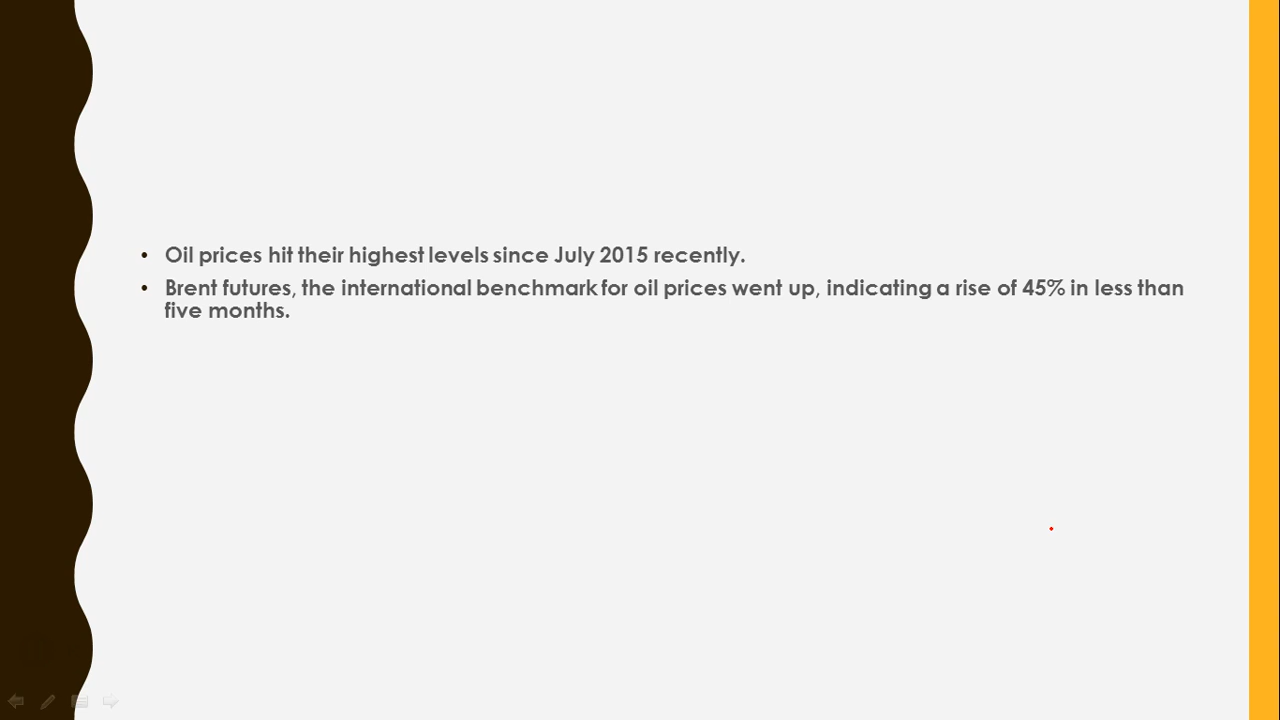 • Oil prices hit their highest levels since July 2015 recently.
• Brent futures, the international benchmark for oil prices went up, indicating a rise of 45% in less than
five months.